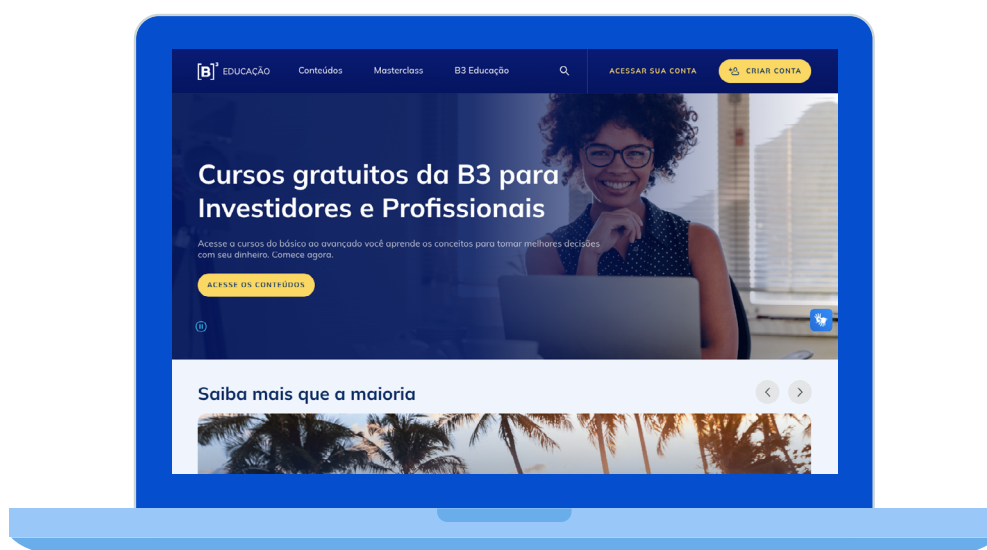 [B]³ EDUCAÇÃO Conteúdos Masterclass B3 Educação ACESSAR SUA CONTA CRIAR CONTA
Cursos gratuitos da B3 para
Investidores e Profissionais
Acesse a cursos do básico ao avançado você aprende os conceitos para tomar melhores decisões
com seu dinheiro. Comece agora.
ACESSE OS CONTEÚDOS
Saiba mais que a maioria